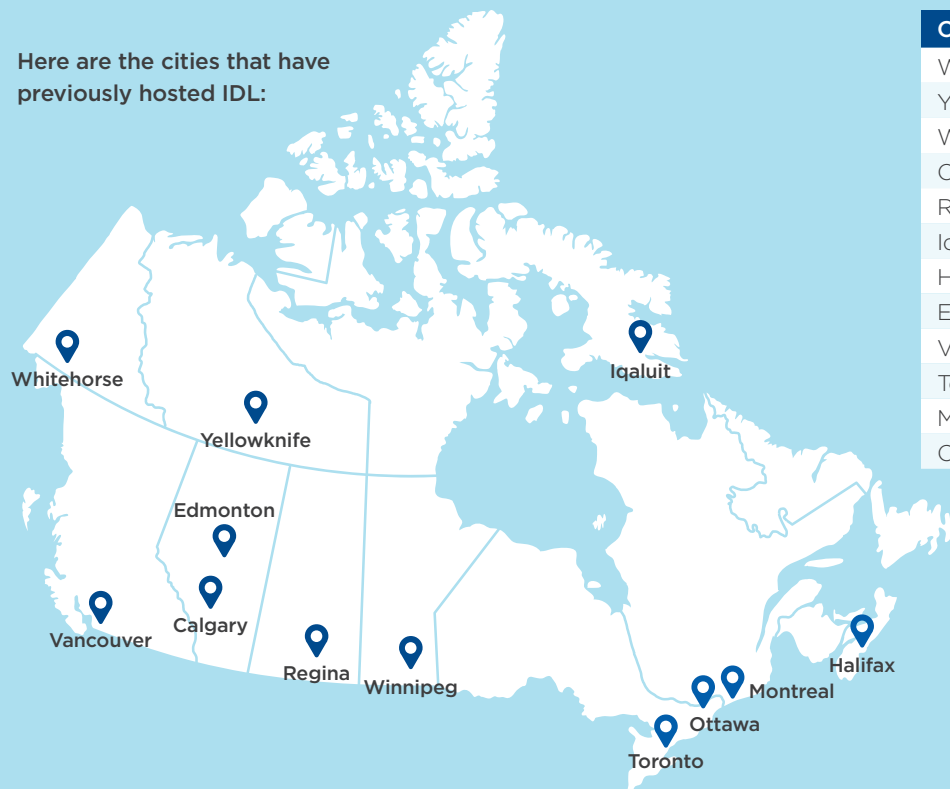 Here are the cities that have
previously hosted IDL:
Whitehorse
Yellowknife
Iqaluit
Edmonton
Calgary
Vancouver
Regina
Winnipeg
Halifax
Montreal
Ottawa
Toronto